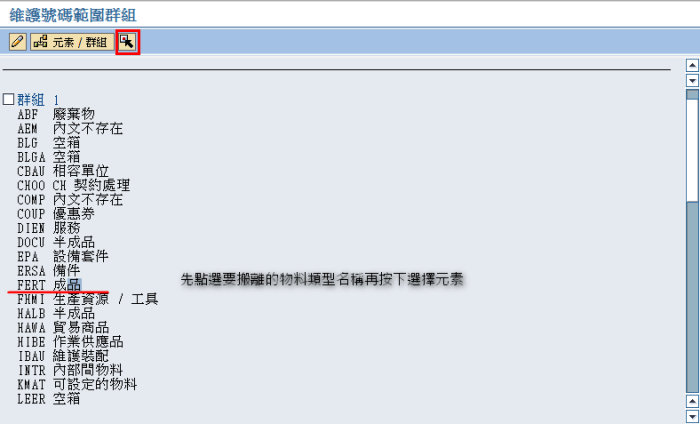 維護號碼範圍群組
元素 / 群組
群組 1
ABF 廢棄物
AEM 內文不存在
BLG 空箱
BLGA 空箱
CBAU 相容單位
CHOO CH 契約處理
COMP 內文不存在
COUP 優惠券
DIEN 服務
DOCU 半成品
EPA 設備套件
ERSA 備件
FERT 成品
先點選要搬離的物料類型名稱再按下選擇元素
FHMI 生產資源 / 工具
HALB 半成品
HAWA 貿易商品
HIBE 作業供應品
IBAU 維護裝配
INTR 內部間物料
KMAT 可設定的物料
LEER 空箱